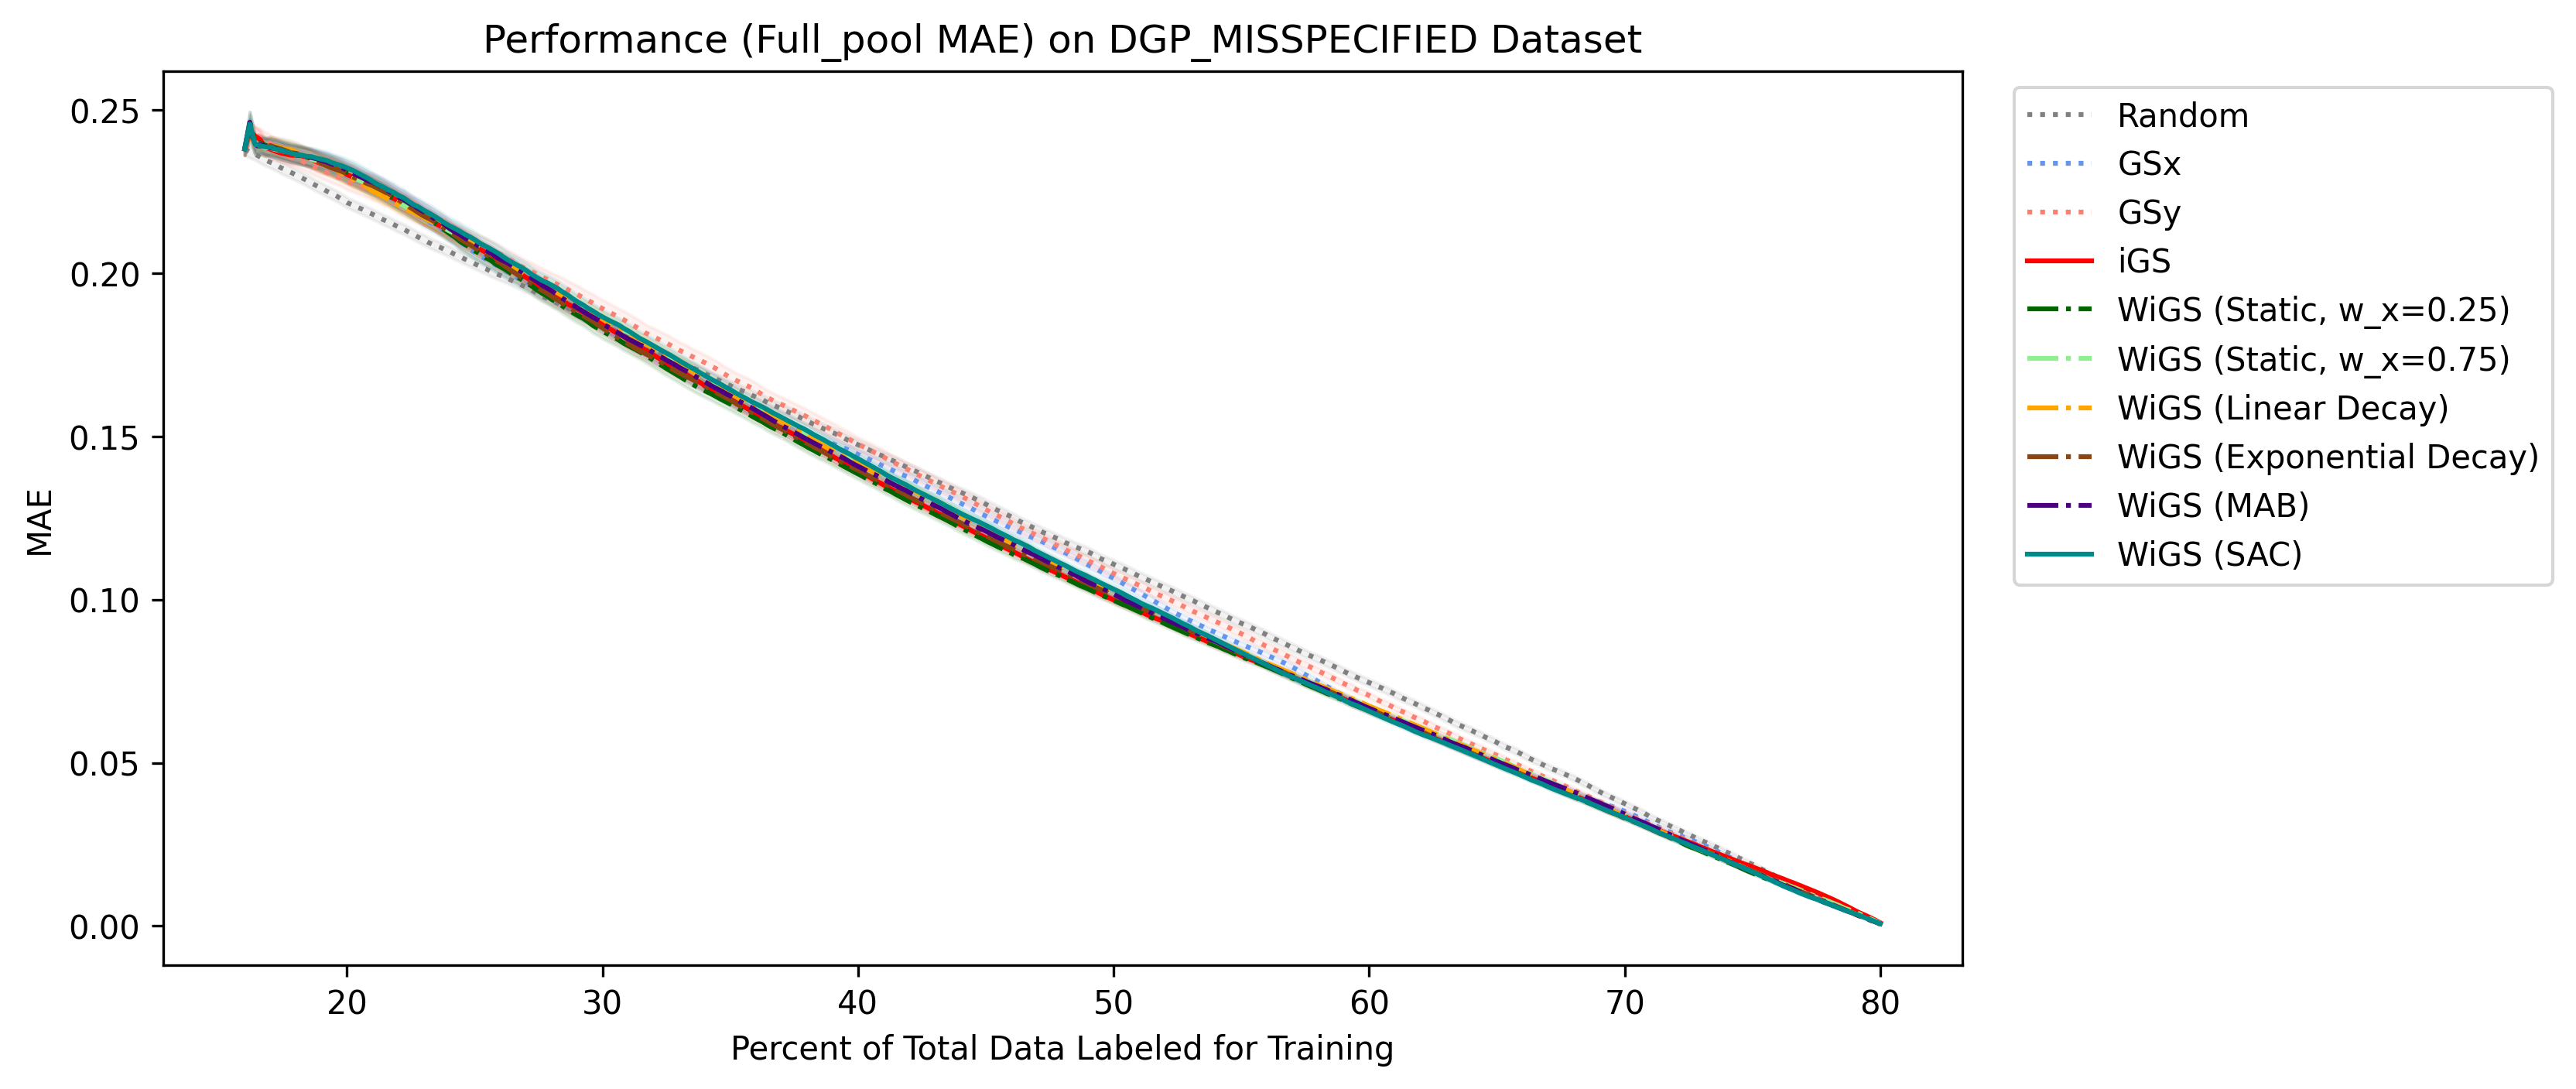 Performance (Full_pool MAE) on DGP_MISSPECIFIED Dataset
MAE
0.25
0.20
0.15
0.10
0.05
0.00
20 30 40 50 60 70 80
Percent of Total Data Labeled for Training
Random
GSx
GSy
iGS
WiGS (Static, w_x=0.25)
WiGS (Static, w_x=0.75)
WiGS (Linear Decay)
WiGS (Exponential Decay)
WiGS (MAB)
WiGS (SAC)